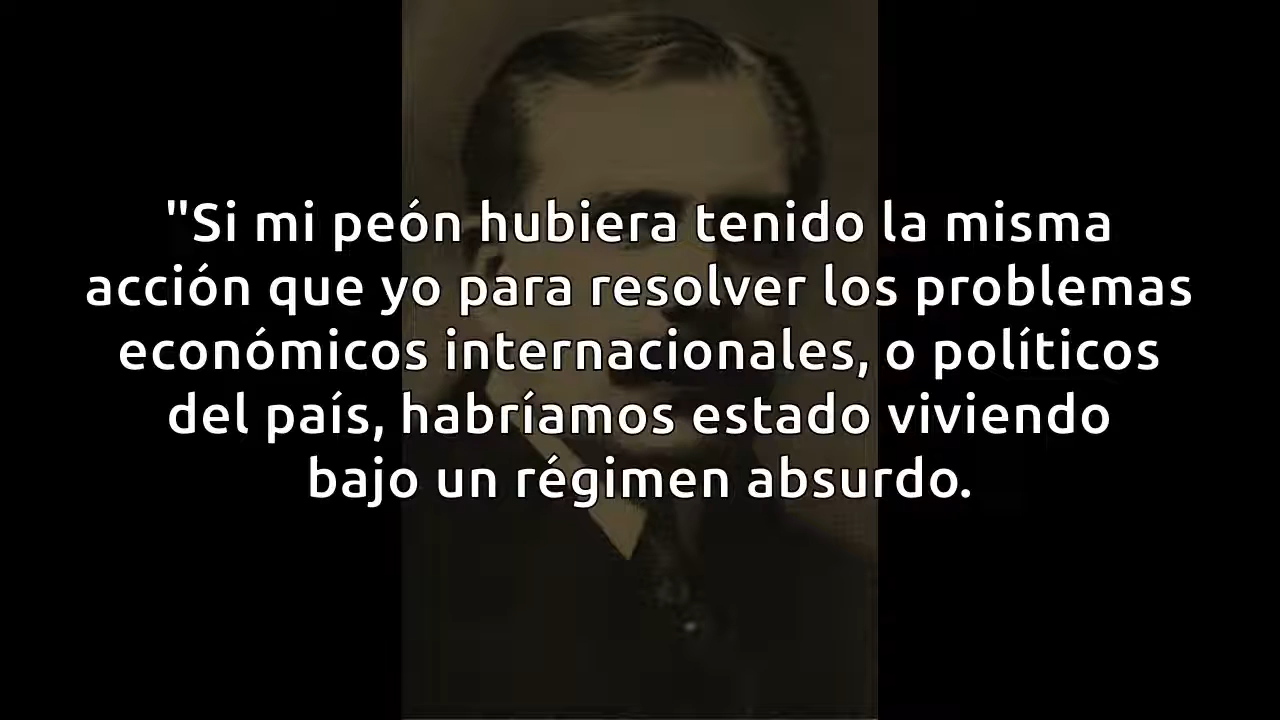 "Si mi peón hubiera tenido la misma
acción que yo para resolver los problemas
económicos internacionales, o políticos
del país, habríamos estado viviendo
bajo un régimen absurdo.